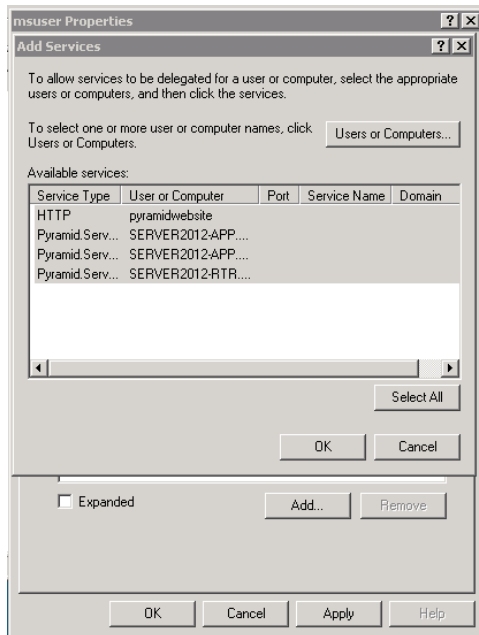 msuser Properties
Add Services
To allow services to be delegated for a user or computer, select the appropriate
users or computers, and then click the services.
To select one or more user or computer names, click
Users or Computers.
Users or Computers...
Available services:
Service Type User or Computer Port Service Name Domain
HTTP pyramidwebsite
Pyramid.Serv... SERVER2012-APP....
Pyramid.Serv... SERVER2012-APP....
Pyramid.Serv... SERVER2012-RTR....
Select All
OK Cancel
Expanded Add... Remove
OK Cancel Apply Help